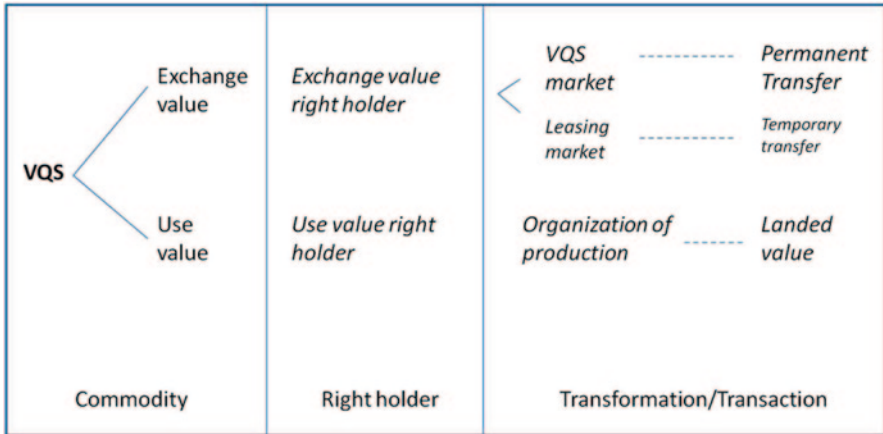 VQS
Exchange
value
Use
value
Commodity
Exchange value
right holder
Use value right
holder
Right holder
VQS
market
Permanent
Transfer
Leasing
market
Temporary
transfer
Organization of
production
Landed
value
Transformation/Transaction